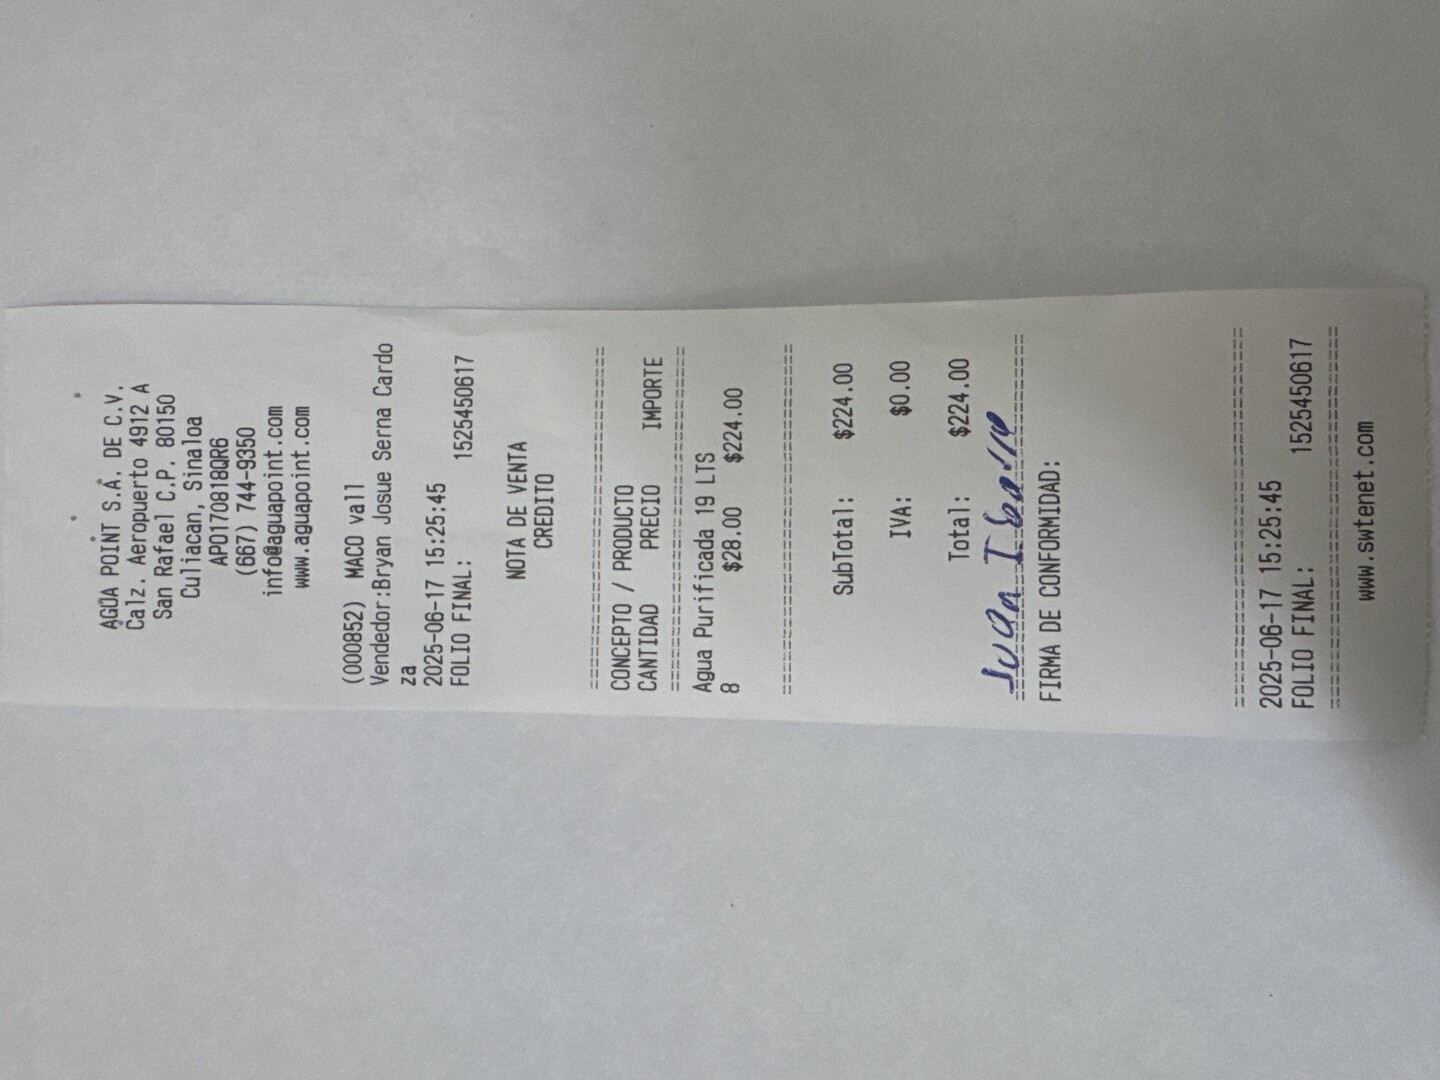 AGUA POINT S.A. DE C.V.
Calz. Aeropuerto 4912 A
San Rafael C.P. 80150
Culiacan, Sinaloa
APO170818QR6
(667) 744-9350
info@aguapoint.com
www.aguapoint.com
(000852) MACO vall
Vendedor:Bryan Josue Serna Cardo
za
2025-06-17 15:25:45
FOLIO FINAL: 1525450617
NOTA DE VENTA
CREDITO
================================
CONCEPTO / PRODUCTO
CANTIDAD PRECIO IMPORTE
================================
Agua Purificada 19 LTS
8 $28.00 $224.00
================================
SubTotal: $224.00
IVA: $0.00
Total: $224.00
Juan Ibarra
================================
FIRMA DE CONFORMIDAD:
================================
2025-06-17 15:25:45
FOLIO FINAL: 1525450617
================================
www.swtenet.com